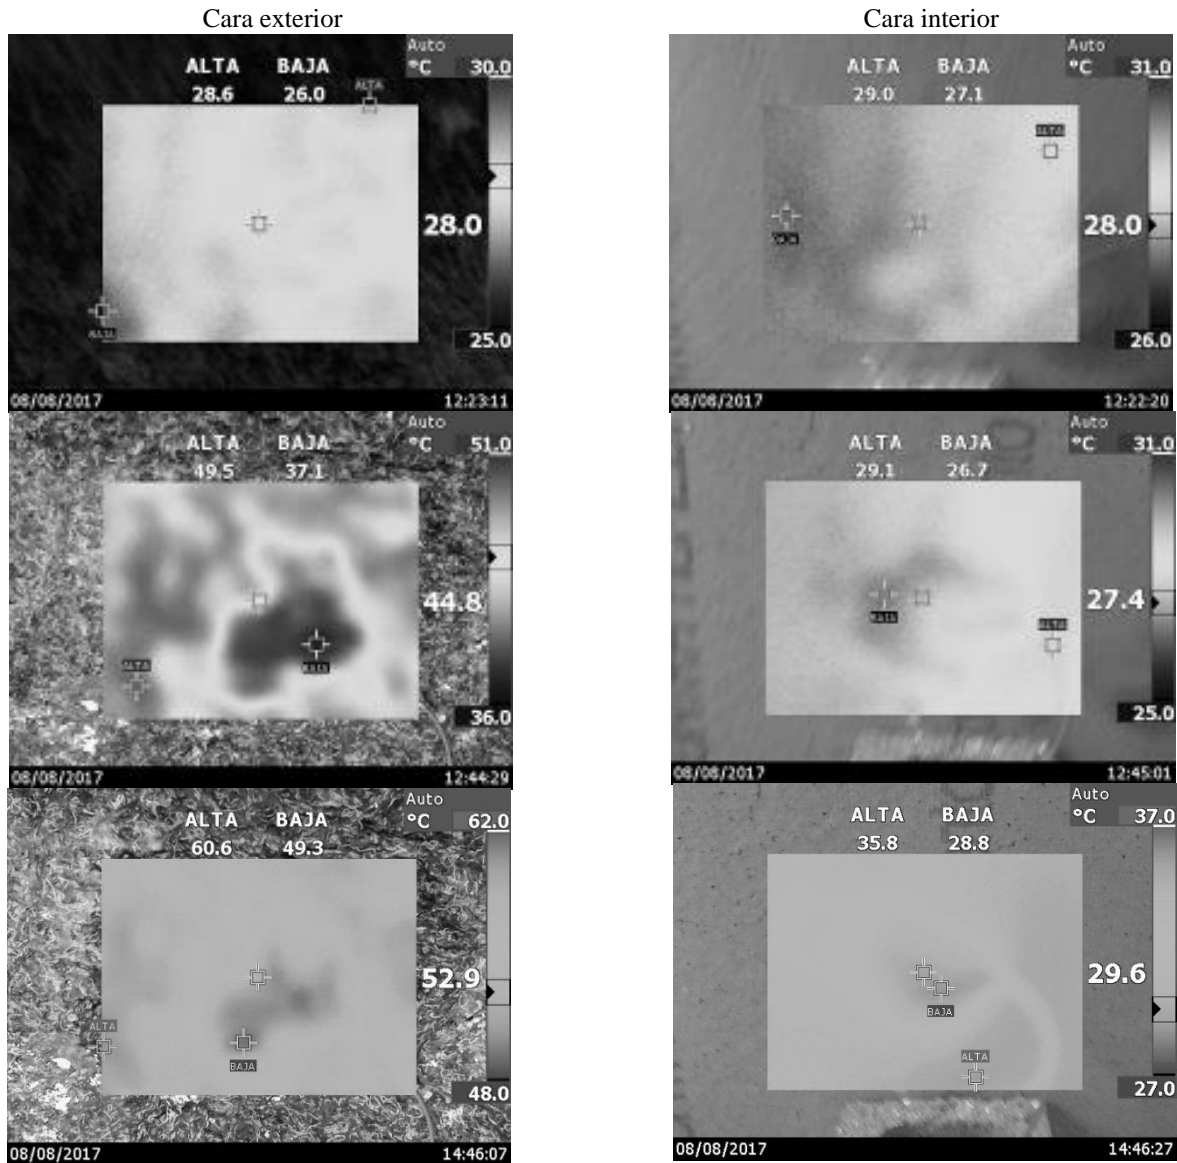 Cara exterior
Cara interior
Auto
°C 30.0
ALTA BAJA
28.6 26.0
ALTA
28.0
BAJA
25.0
08/08/2017 12:23:11
Auto
°C 31.0
ALTA BAJA
29.0 27.1
ALTA
BAJA
28.0
26.0
08/08/2017 12:22:20
Auto
°C 51.0
ALTA BAJA
49.5 37.1
44.8
ALTA
BAJA
36.0
08/08/2017 12:44:29
Auto
°C 31.0
ALTA BAJA
29.1 26.7
27.4
BAJA
ALTA
25.0
08/08/2017 12:45:01
Auto
°C 62.0
ALTA BAJA
60.6 49.3
52.9
ALTA
BAJA
48.0
08/08/2017 14:46:07
Auto
°C 37.0
ALTA BAJA
35.8 28.8
29.6
BAJA
ALTA
27.0
08/08/2017 14:46:27